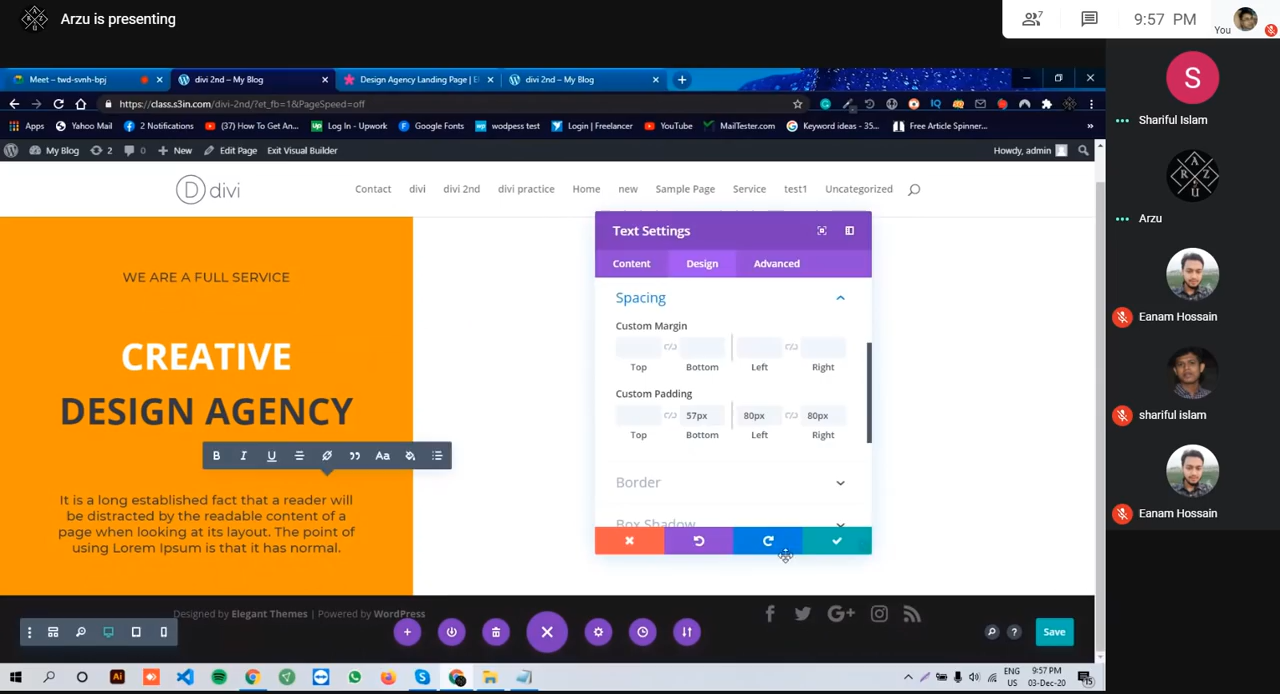 Arzu is presenting
7
9:57 PM
You
Meet – twd-svnh-bpj
divi 2nd – My Blog
Design Agency Landing Page | El
divi 2nd – My Blog
https://class.s3in.com/divi-2nd/?et_fb=1&PageSpeed=off
Apps
Yahoo Mail
2 Notifications
(37) How To Get An...
Log In - Upwork
Google Fonts
wodpess test
Login | Freelancer
YouTube
MailTester.com
Keyword ideas - 35...
Free Article Spinner...
My Blog
2
0
New
Edit Page
Exit Visual Builder
Howdy, admin
D divi
Contact
divi
divi 2nd
divi practice
Home
new
Sample Page
Service
test1
Uncategorized
WE ARE A FULL SERVICE
CREATIVE
DESIGN AGENCY
B I U Aa
It is a long established fact that a reader will
be distracted by the readable content of a
page when looking at its layout. The point of
using Lorem Ipsum is that it has normal.
Text Settings
Content
Design
Advanced
Spacing
Custom Margin
Top
Bottom
Left
Right
Custom Padding
57px
80px
80px
Top
Bottom
Left
Right
Border
Box Shadow
Designed by Elegant Themes | Powered by WordPress
Save
S
Shariful Islam
A R Z U
Arzu
Eanam Hossain
shariful islam
Eanam Hossain
ENG
US
9:57 PM
03-Dec-20
15